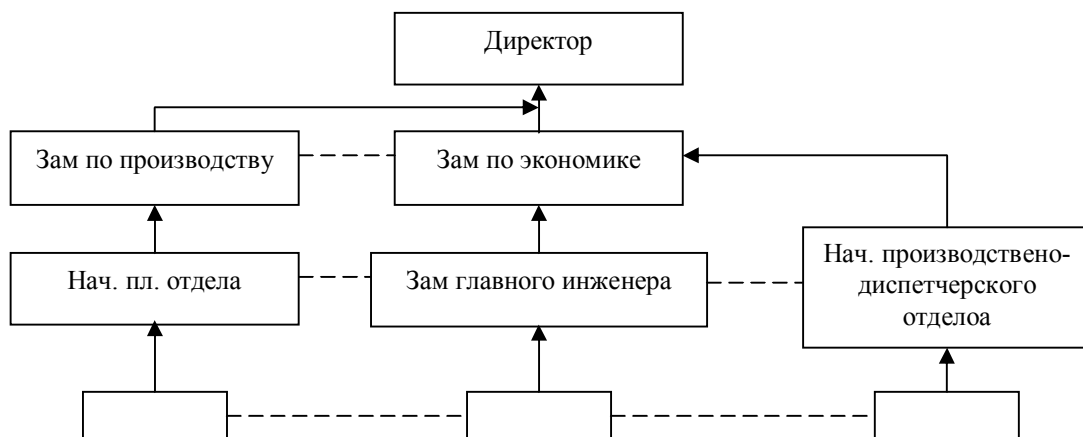 Директор
Зам по производству
Зам по экономике
Нач. пл. отдела
Зам главного инженера
Нач. производствено-
диспетчерского
отделоа